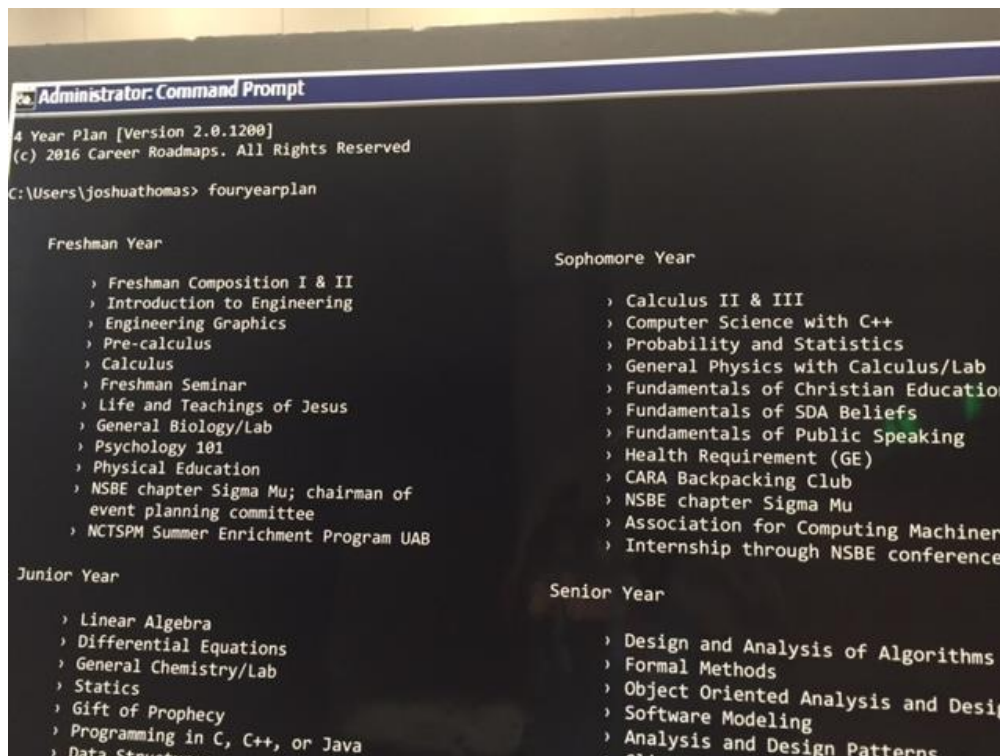 Administrator: Command Prompt
4 Year Plan [Version 2.0.1200]
(c) 2016 Career Roadmaps. All Rights Reserved
C:\Users\joshuathomas> fouryearplan
Freshman Year
› Freshman Composition I & II
› Introduction to Engineering
› Engineering Graphics
› Pre-calculus
› Calculus
› Freshman Seminar
› Life and Teachings of Jesus
› General Biology/Lab
› Psychology 101
› Physical Education
› NSBE chapter Sigma Mu; chairman of
event planning committee
› NCTSPM Summer Enrichment Program UAB
Sophomore Year
› Calculus II & III
› Computer Science with C++
› Probability and Statistics
› General Physics with Calculus/Lab
› Fundamentals of Christian Educatio
› Fundamentals of SDA Beliefs
› Fundamentals of Public Speaking
› Health Requirement (GE)
› CARA Backpacking Club
› NSBE chapter Sigma Mu
› Association for Computing Machiner
› Internship through NSBE conference
Junior Year
› Linear Algebra
› Differential Equations
› General Chemistry/Lab
› Statics
› Gift of Prophecy
› Programming in C, C++, or Java
› Data
Senior Year
› Design and Analysis of Algorithms
› Formal Methods
› Object Oriented Analysis and Desig
› Software Modeling
› Analysis and Design Patterns